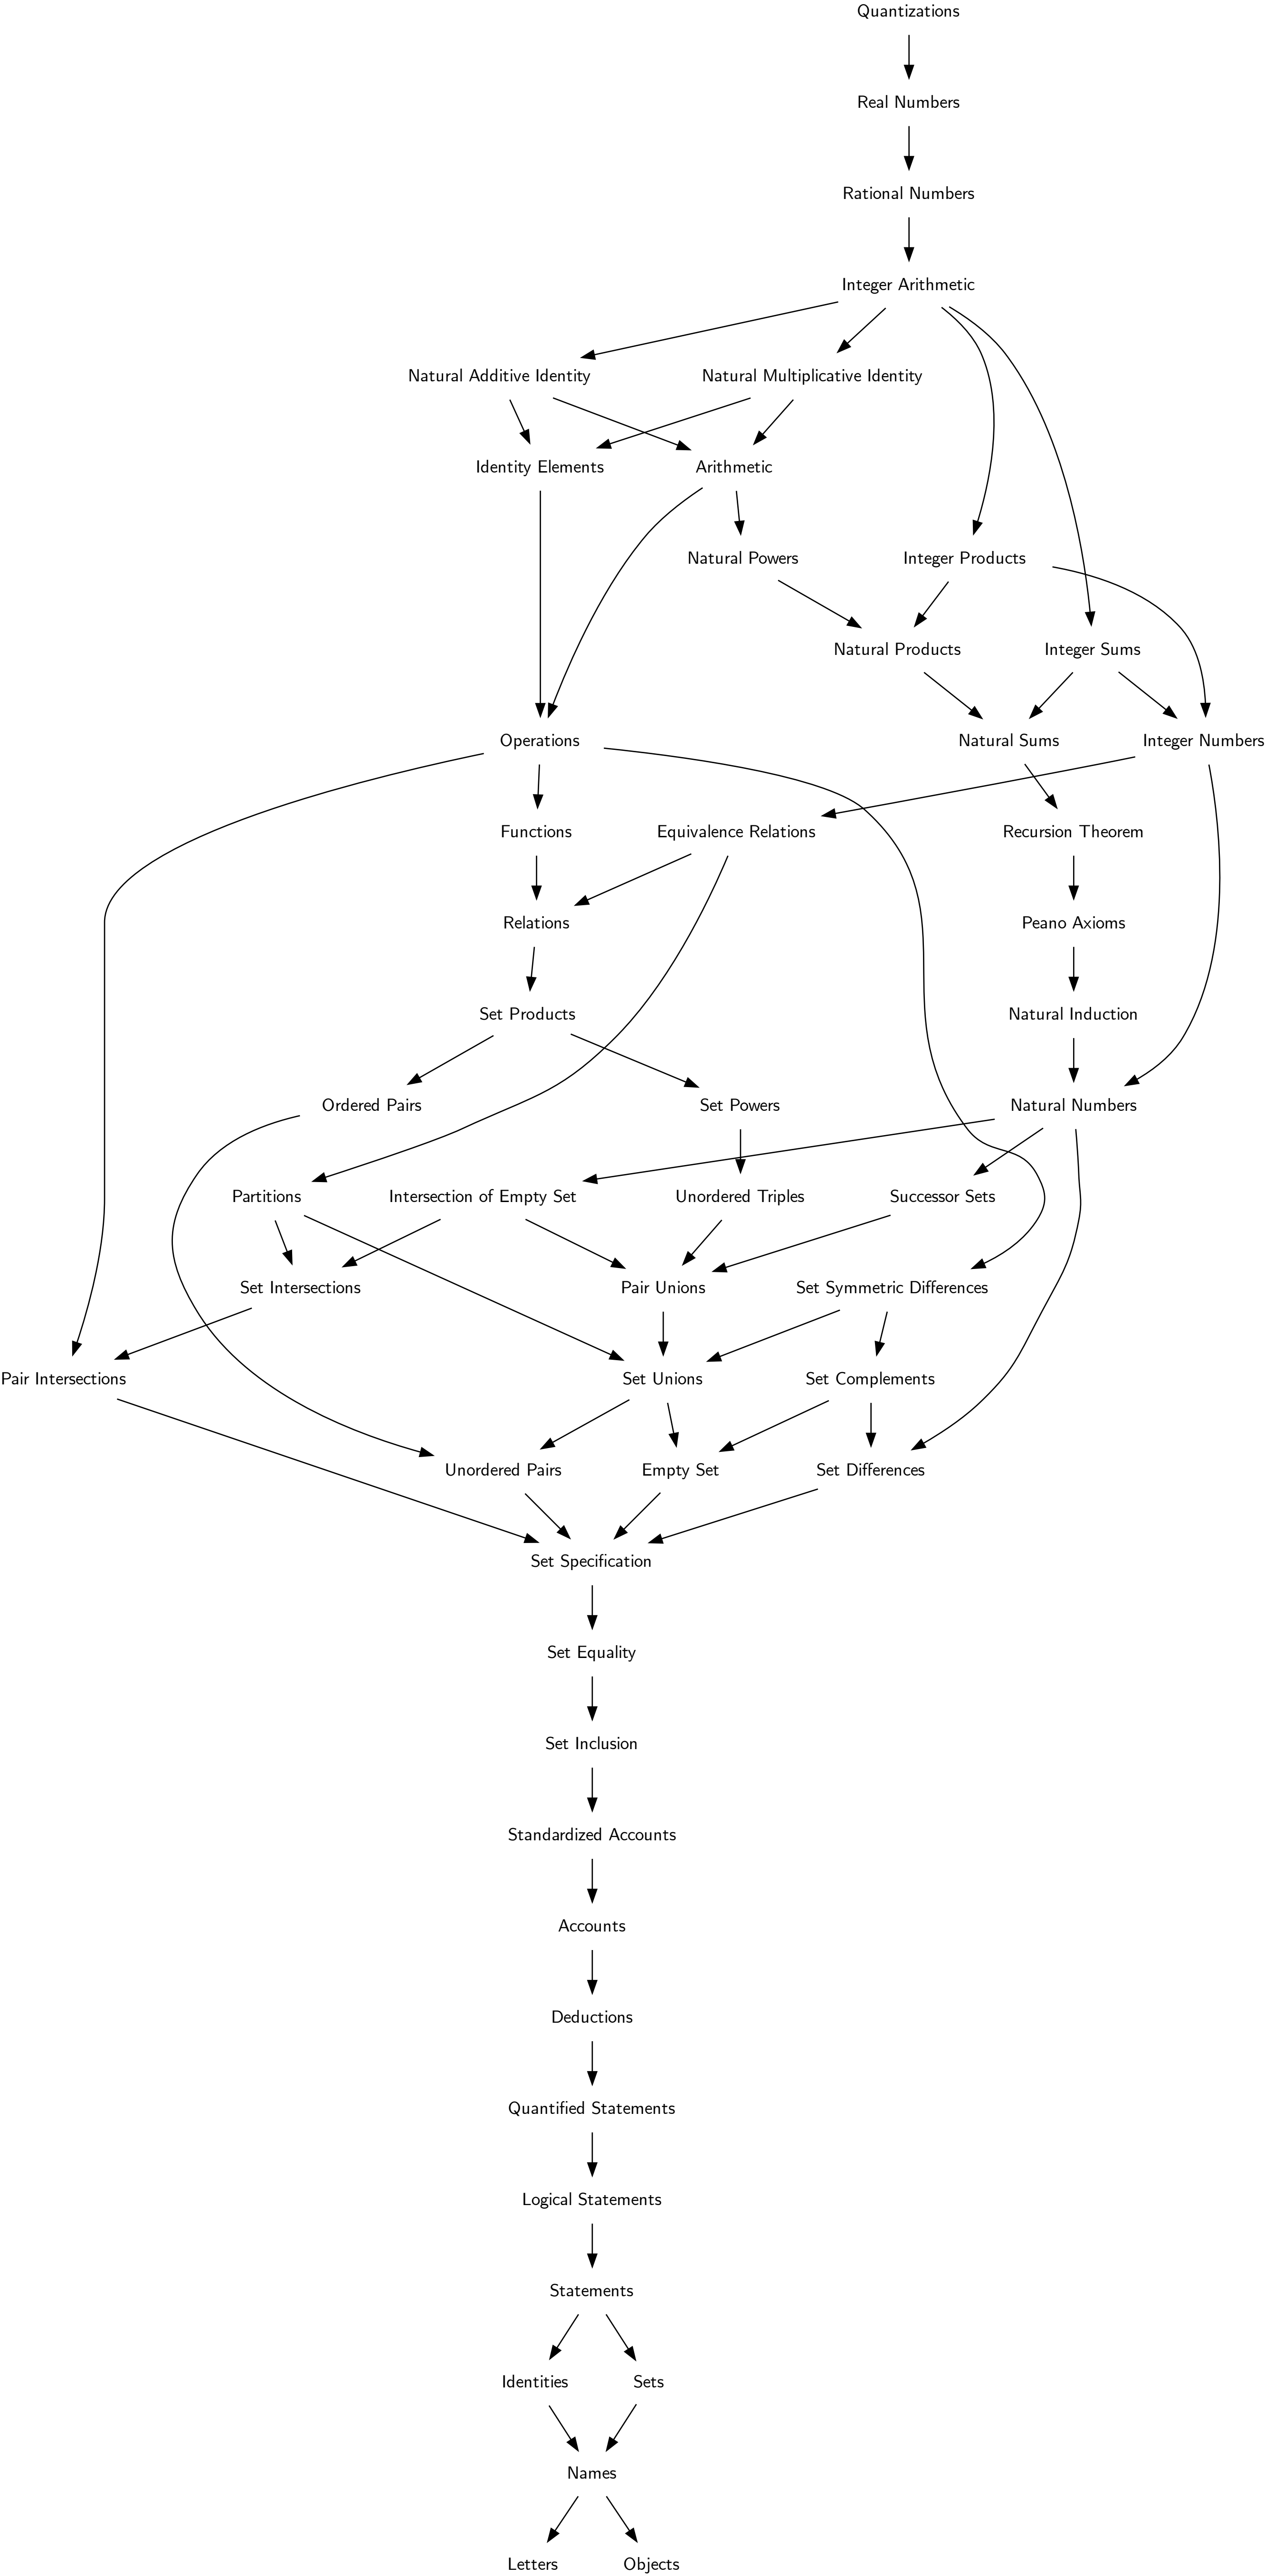 Quantizations
Real Numbers
Rational Numbers
Integer Arithmetic
Natural Additive Identity
Natural Multiplicative Identity
Identity Elements
Arithmetic
Natural Powers
Integer Products
Natural Products
Integer Sums
Operations
Natural Sums
Integer Numbers
Functions
Equivalence Relations
Recursion Theorem
Relations
Peano Axioms
Set Products
Natural Induction
Ordered Pairs
Set Powers
Natural Numbers
Partitions
Intersection of Empty Set
Unordered Triples
Successor Sets
Set Intersections
Pair Unions
Set Symmetric Differences
Pair Intersections
Set Unions
Set Complements
Unordered Pairs
Empty Set
Set Differences
Set Specification
Set Equality
Set Inclusion
Standardized Accounts
Accounts
Deductions
Quantified Statements
Logical Statements
Statements
Identities
Sets
Names
Letters
Objects